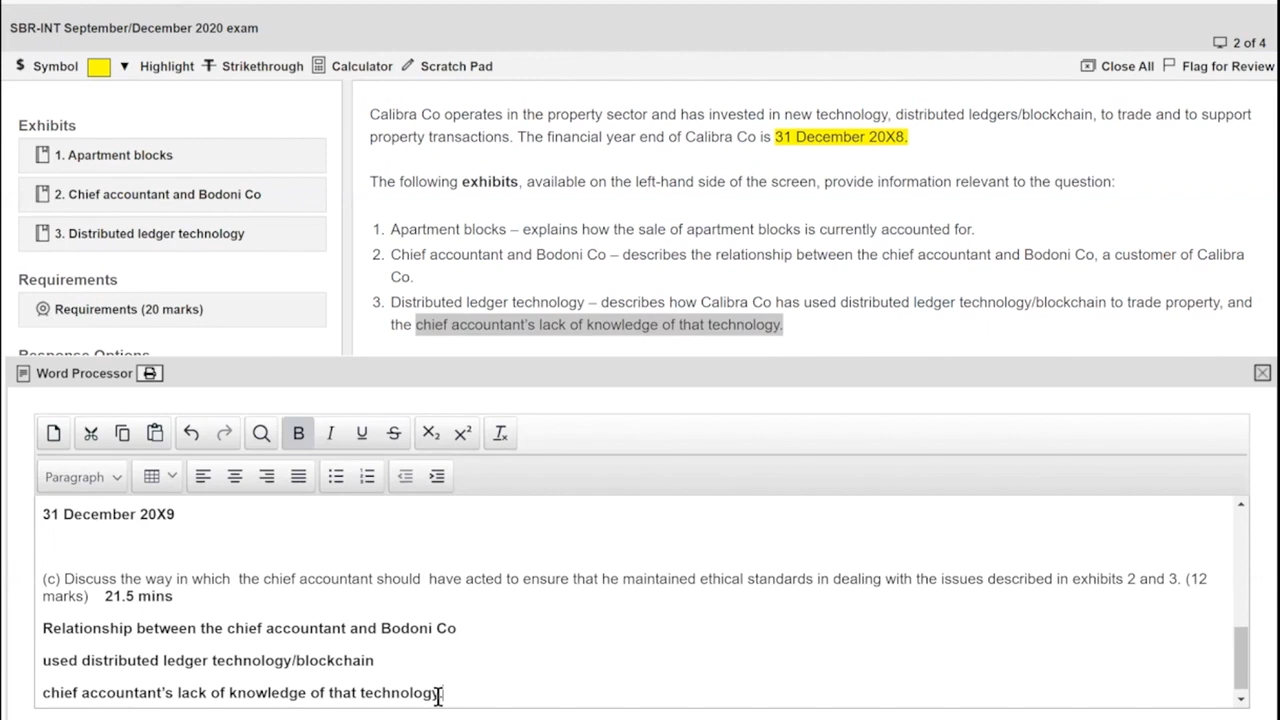 SBR-INT September/December 2020 exam
2 of 4
$ Symbol Highlight Strikethrough Calculator Scratch Pad Close All Flag for Review
Exhibits
1. Apartment blocks
2. Chief accountant and Bodoni Co
3. Distributed ledger technology
Requirements
Requirements (20 marks)
Response Options
Calibra Co operates in the property sector and has invested in new technology, distributed ledgers/blockchain, to trade and to support
property transactions. The financial year end of Calibra Co is 31 December 20X8.
The following exhibits, available on the left-hand side of the screen, provide information relevant to the question:
1. Apartment blocks – explains how the sale of apartment blocks is currently accounted for.
2. Chief accountant and Bodoni Co – describes the relationship between the chief accountant and Bodoni Co, a customer of Calibra
Co.
3. Distributed ledger technology – describes how Calibra Co has used distributed ledger technology/blockchain to trade property, and
the chief accountant's lack of knowledge of that technology.
Word Processor
B I U S X₂ X² Tx
Paragraph
31 December 20X9
(c) Discuss the way in which the chief accountant should have acted to ensure that he maintained ethical standards in dealing with the issues described in exhibits 2 and 3. (12
marks) 21.5 mins
Relationship between the chief accountant and Bodoni Co
used distributed ledger technology/blockchain
chief accountant's lack of knowledge of that technology.